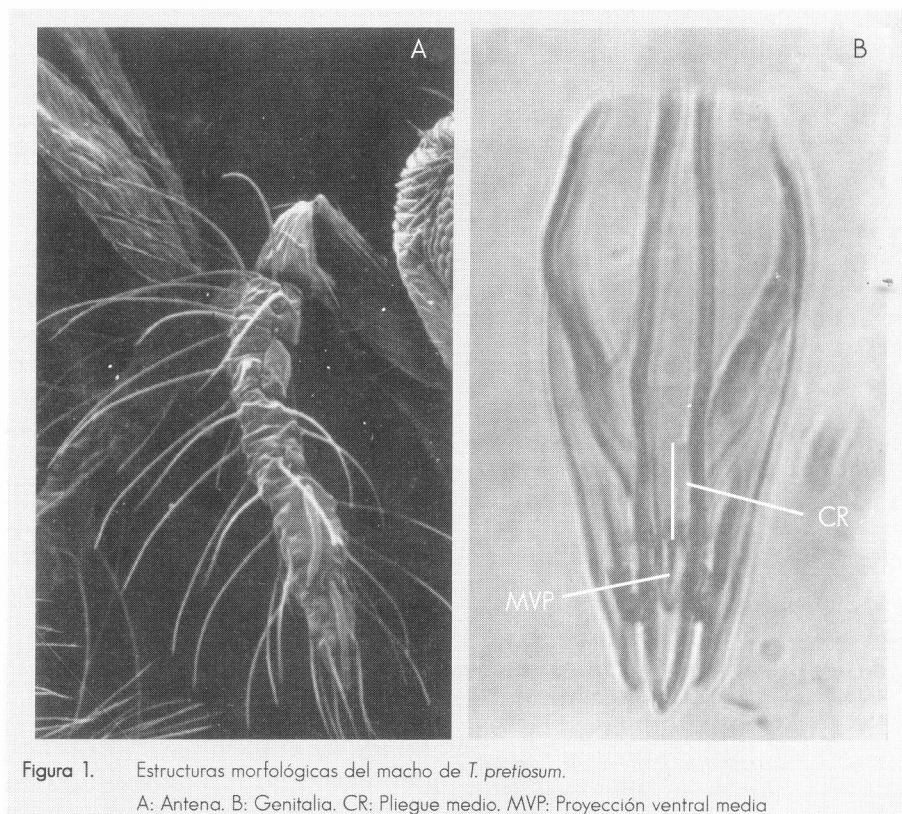 A
B
CR
MVP
Figura 1. Estructuras morfológicas del macho de T. pretiosum.
A: Antena. B: Genitalia. CR: Pliegue medio. MVP: Proyección ventral media